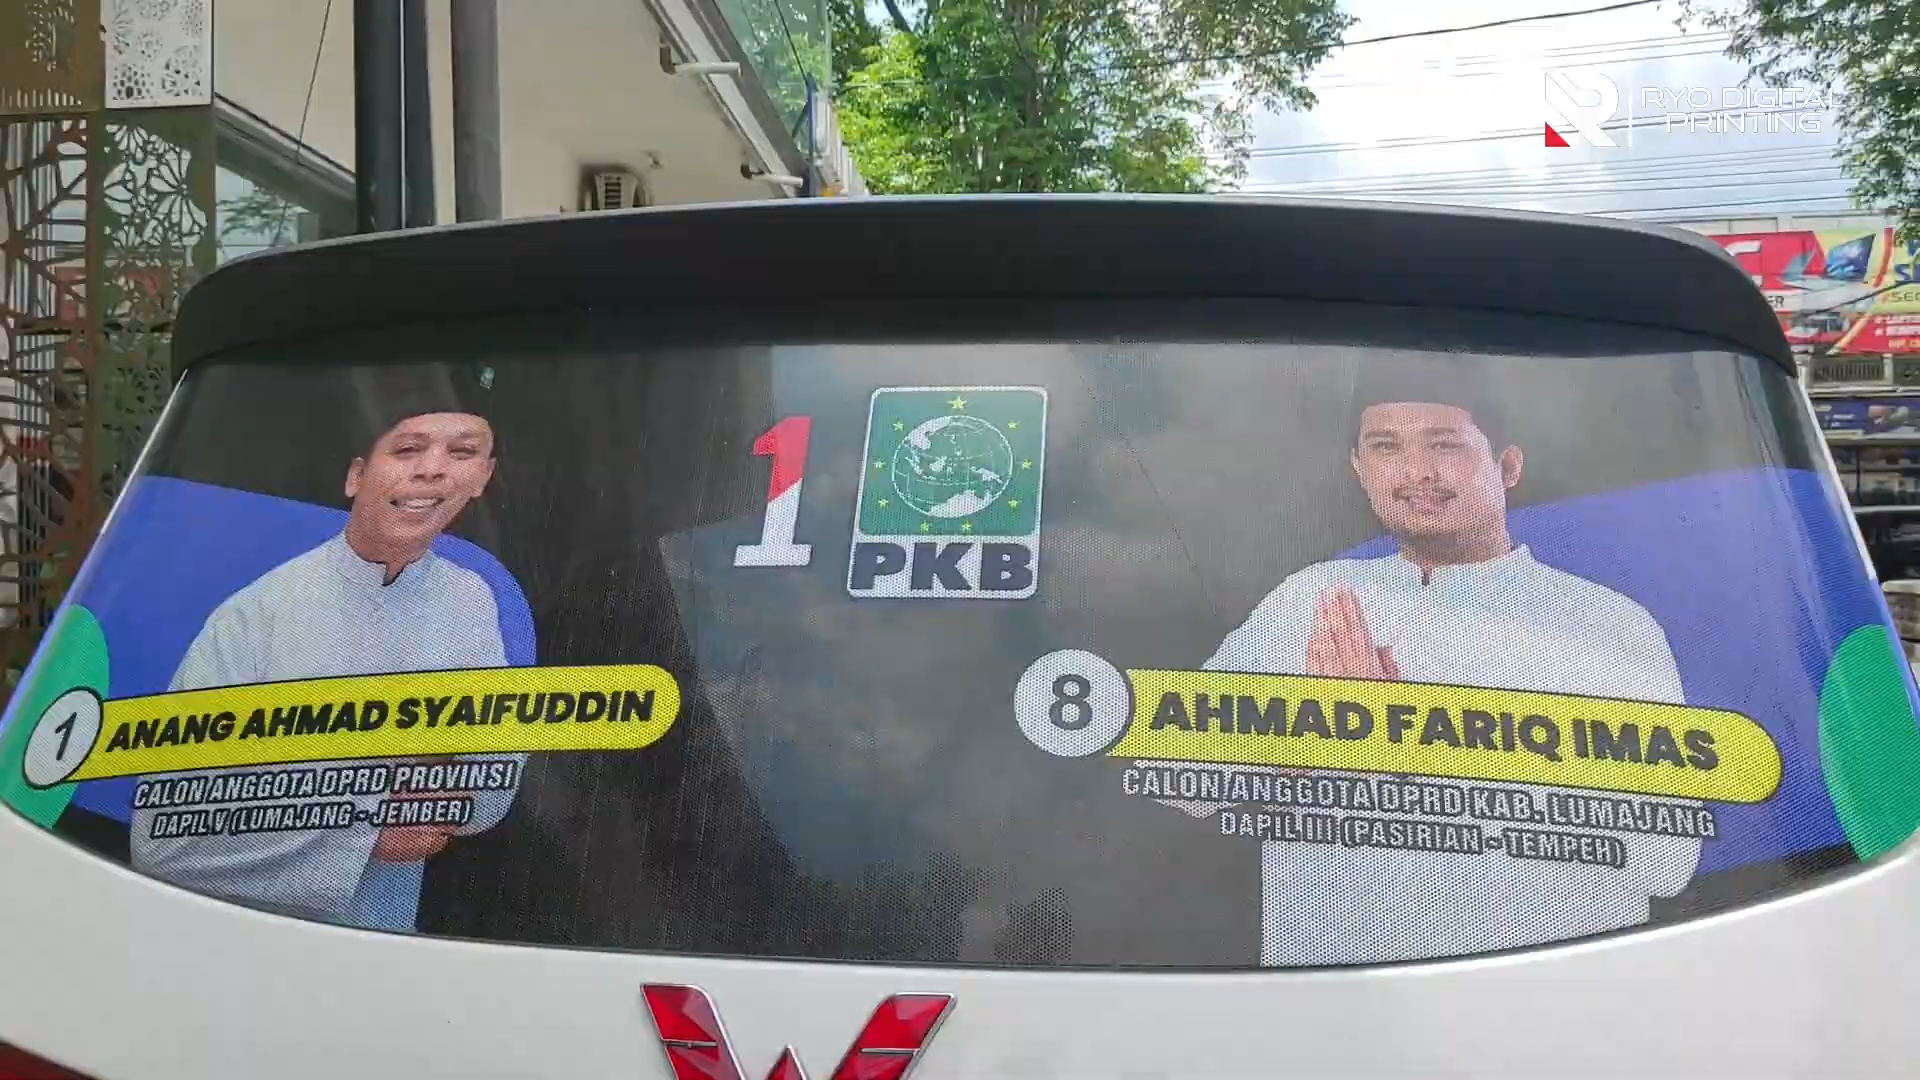 RYO DIGITAL
PRINTING
1
PKB
1
ANANG AHMAD SYAIFUDDIN
CALON ANGGOTA DPRD PROVINSI
DAPIL V (LUMAJANG - JEMBER)
8
AHMAD FARIQ IMAS
CALON ANGGOTA DPRD KAB. LUMAJANG
DAPIL III (PASIRIAN - TEMPEH)